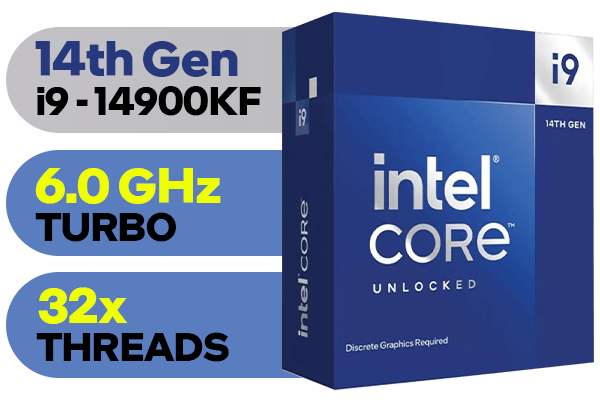 14th Gen
i9 - 14900KF
6.0 GHz
TURBO
32x
THREADS
i9
14TH GEN
intel®
CORE™
UNLOCKED
Discrete Graphics Required
i9
intel CORE